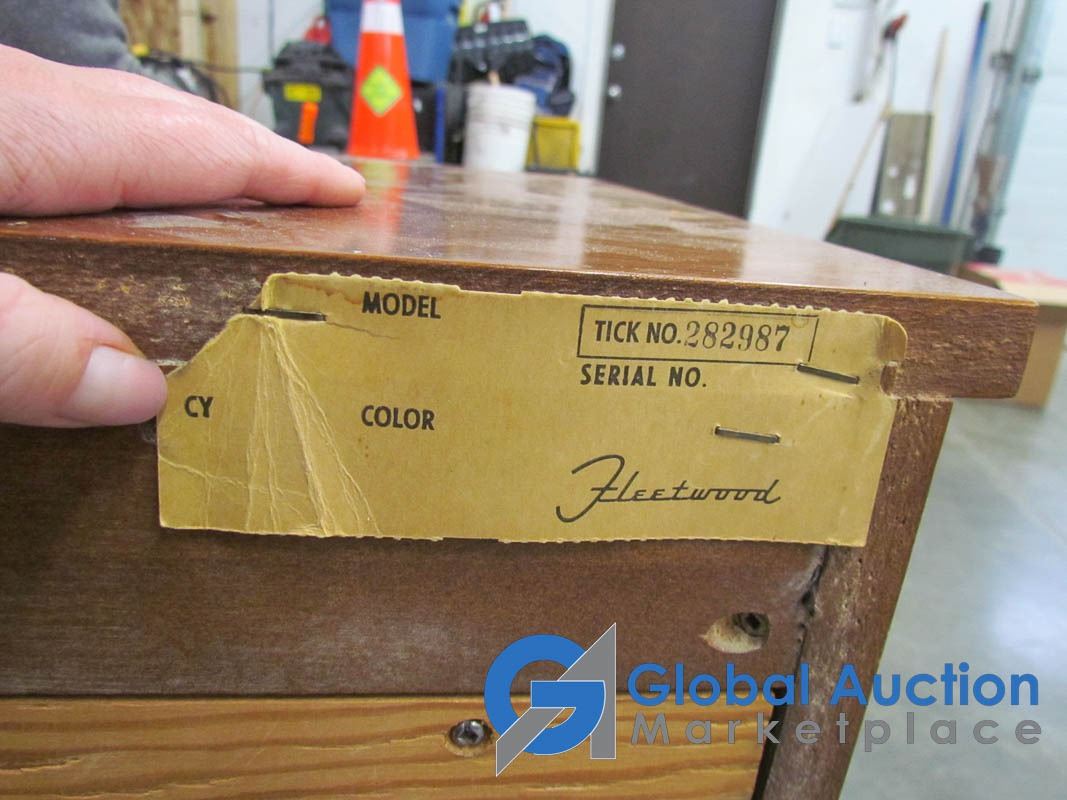 MODEL
TICK NO. 282987
SERIAL NO.
CY
COLOR
Fleetwood
Global Auction
Marketplace